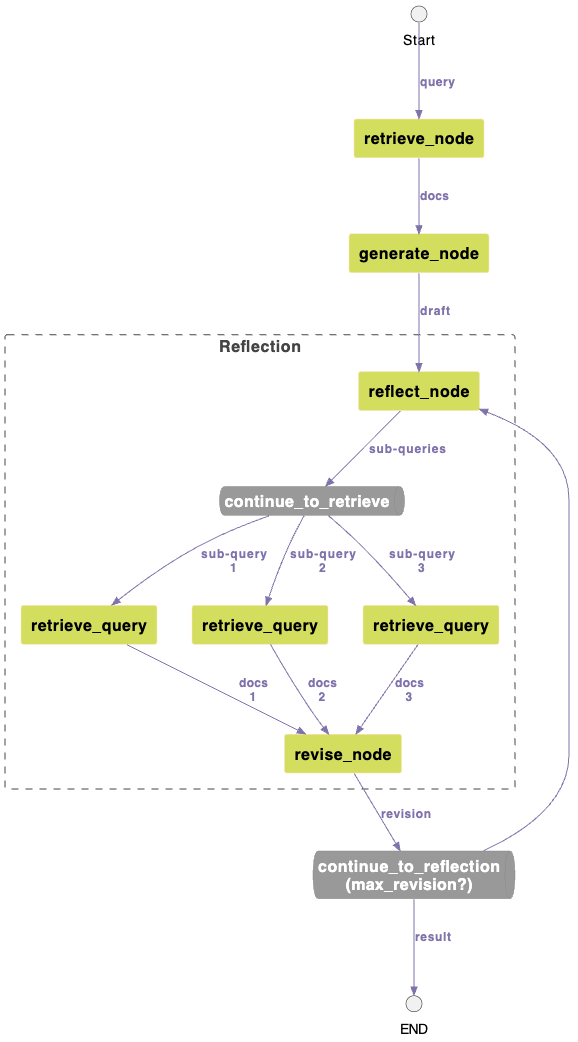 Start
query
retrieve_node
docs
generate_node
draft
Reflection
reflect_node
sub-queries
continue_to_retrieve
sub-query
1
sub-query
2
sub-query
3
retrieve_query
retrieve_query
retrieve_query
docs
1
docs
2
docs
3
revise_node
revision
continue_to_reflection
(max_revision?)
result
END